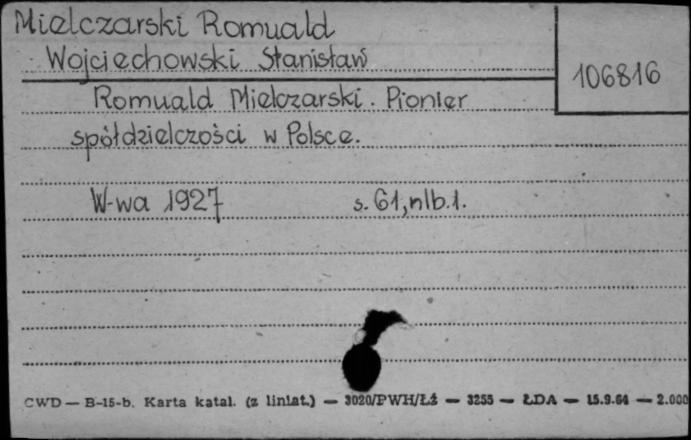 Mielczarski Romuald
Wojciechowski Stanisław
106816
Romuald Mielczarski. Pionier
spółdzielczości w Polsce.
W-wa 1927 s. 61, nlb. 1.
CWD — B-15-b. Karta katal. (z liniat.) — 3020/PWH/Łź — 3255 — ŁDA — 15.9.64 — 2.000